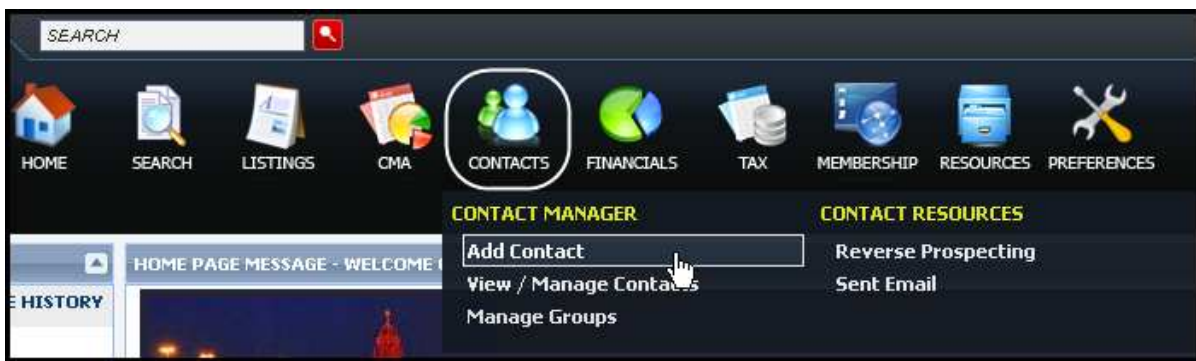 SEARCH
HOME SEARCH LISTINGS CMA CONTACTS FINANCIALS TAX MEMBERSHIP RESOURCES PREFERENCES
CONTACT MANAGER CONTACT RESOURCES
Add Contact Reverse Prospecting
HOME PAGE MESSAGE - WELCOME
View / Manage Contacts Sent Email
E HISTORY
Manage Groups